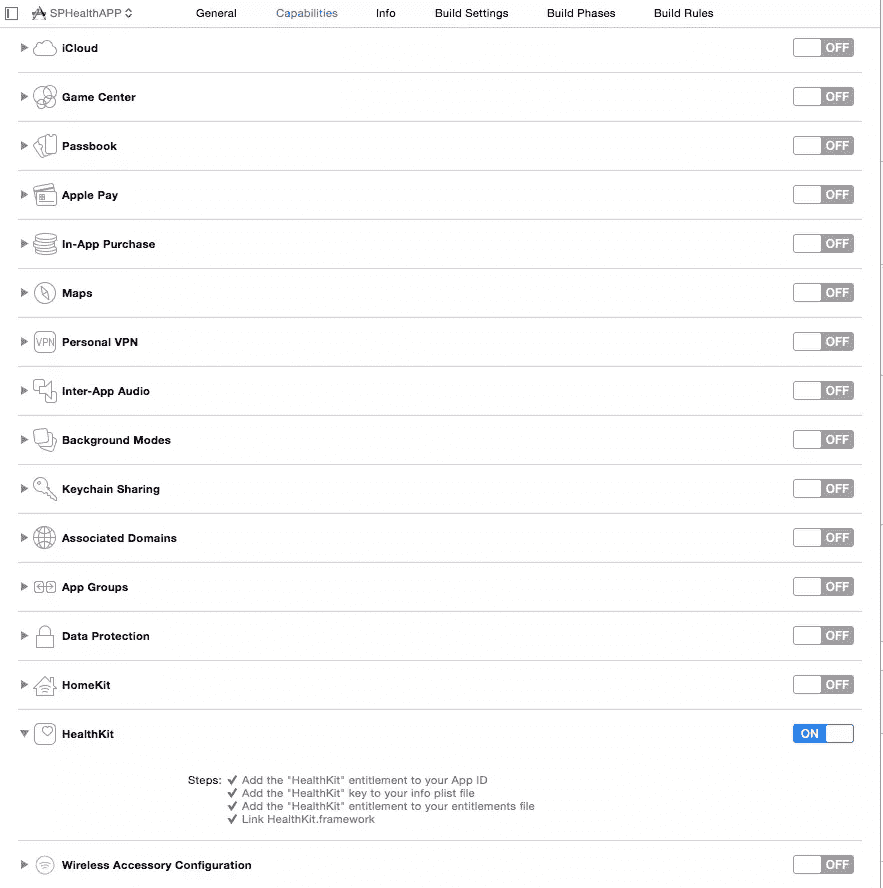 SPHealthAPP General Capabilities Info Build Settings Build Phases Build Rules
iCloud OFF
Game Center OFF
Passbook OFF
Apple Pay OFF
In-App Purchase OFF
Maps OFF
VPN Personal VPN OFF
Inter-App Audio OFF
Background Modes OFF
Keychain Sharing OFF
Associated Domains OFF
App Groups OFF
Data Protection OFF
HomeKit OFF
HealthKit ON
Steps: ✓ Add the "HealthKit" entitlement to your App ID
✓ Add the "HealthKit" key to your info plist file
✓ Add the "HealthKit" entitlement to your entitlements file
✓ Link HealthKit.framework
Wireless Accessory Configuration OFF